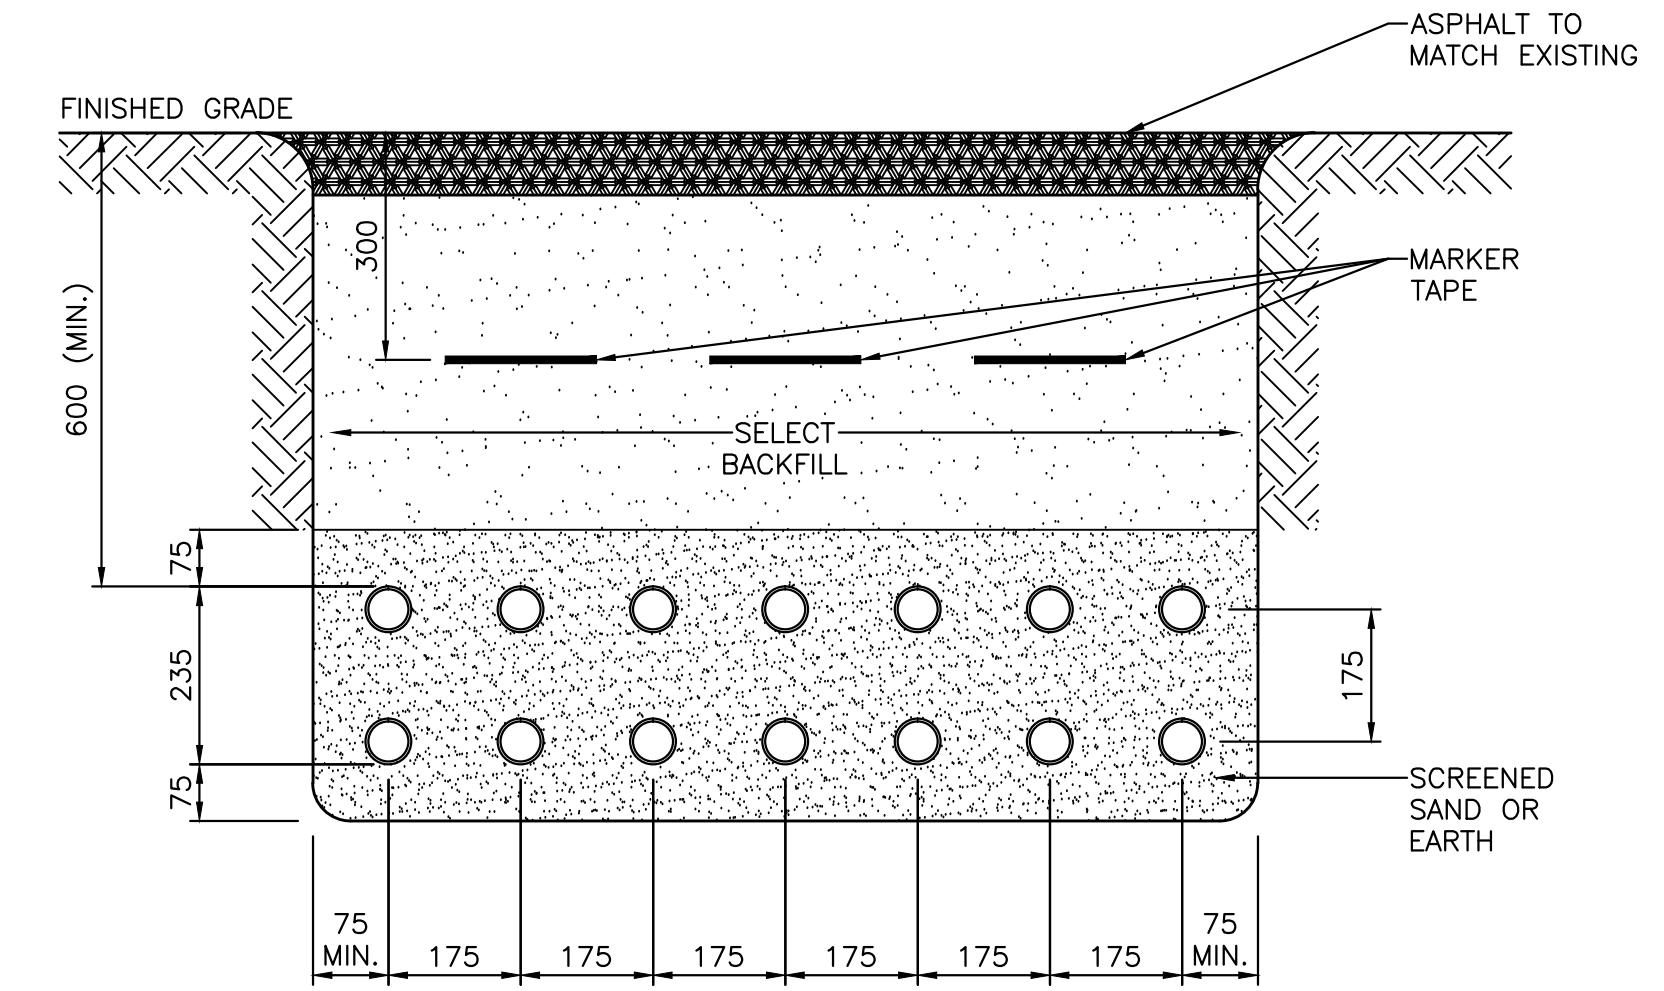 ASPHALT TO
MATCH EXISTING
FINISHED GRADE
300
MARKER
TAPE
600 (MIN.)
SELECT
BACKFILL
75
235
75
175
SCREENED
SAND OR
EARTH
75
MIN.
175
175
175
175
175
175
75
MIN.